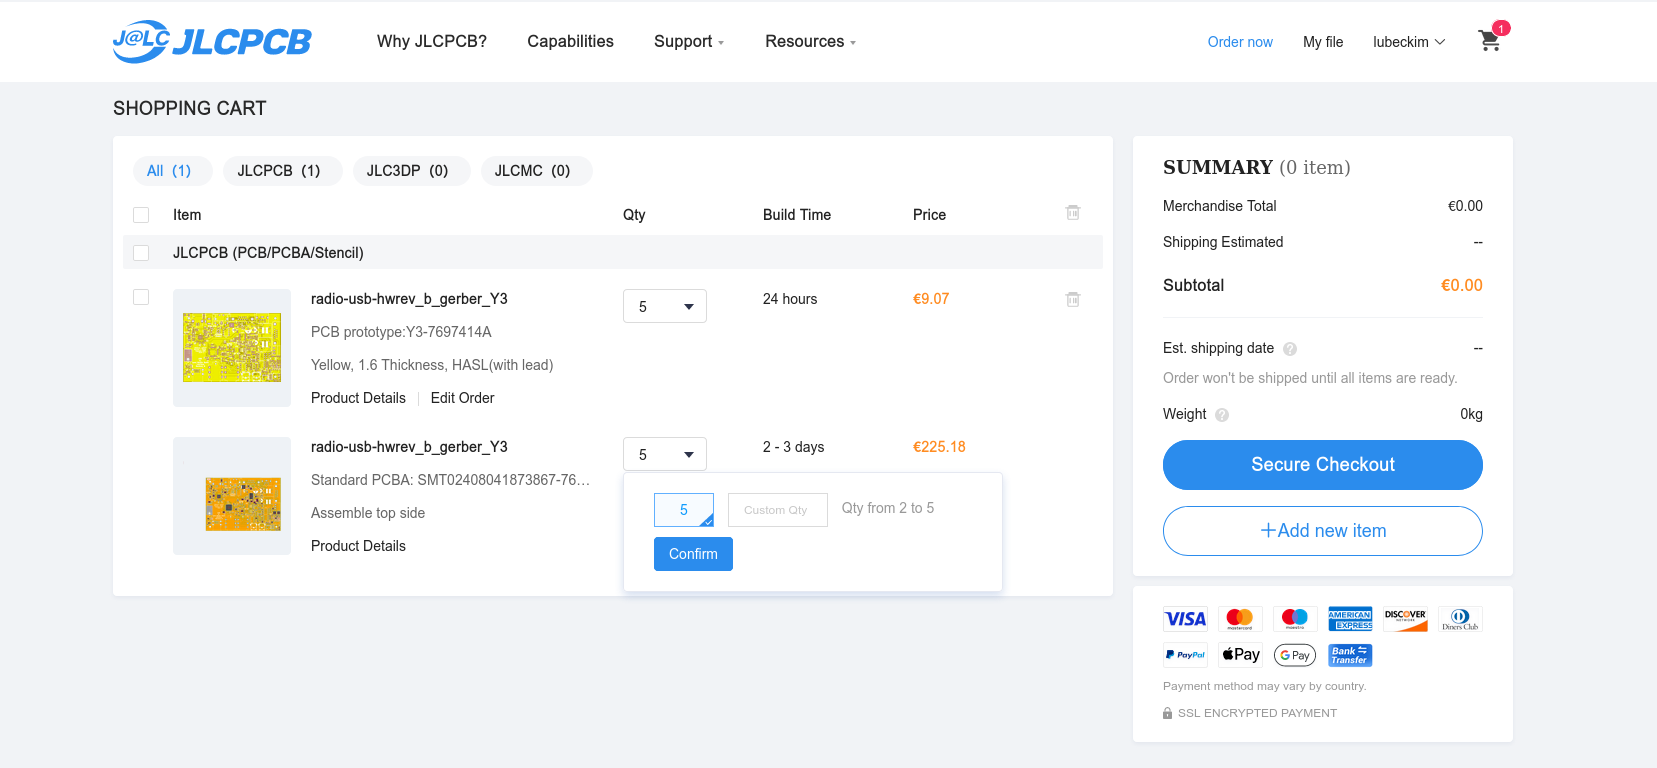 J@LC JLCPCB
Why JLCPCB?
Capabilities
Support
Resources
Order now
My file
lubeckim
1
SHOPPING CART
All (1)
JLCPCB (1)
JLC3DP (0)
JLCMC (0)
Item
Qty
Build Time
Price
JLCPCB (PCB/PCBA/Stencil)
radio-usb-hwrev_b_gerber_Y3
5
24 hours
€9.07
PCB prototype:Y3-7697414A
Yellow, 1.6 Thickness, HASL(with lead)
Product Details
Edit Order
radio-usb-hwrev_b_gerber_Y3
5
2 - 3 days
€225.18
Standard PCBA: SMT02408041873867-76…
Assemble top side
Product Details
5
Custom Qty
Qty from 2 to 5
Confirm
SUMMARY (0 item)
Merchandise Total
€0.00
Shipping Estimated
--
Subtotal
€0.00
Est. shipping date ?
--
Order won't be shipped until all items are ready.
Weight ?
0kg
Secure Checkout
+Add new item
VISA
mastercard
maestro
AMERICAN EXPRESS
DISCOVER
NETWORK
Diners Club
PayPal
Pay
G Pay
Bank
Transfer
Payment method may vary by country.
SSL ENCRYPTED PAYMENT